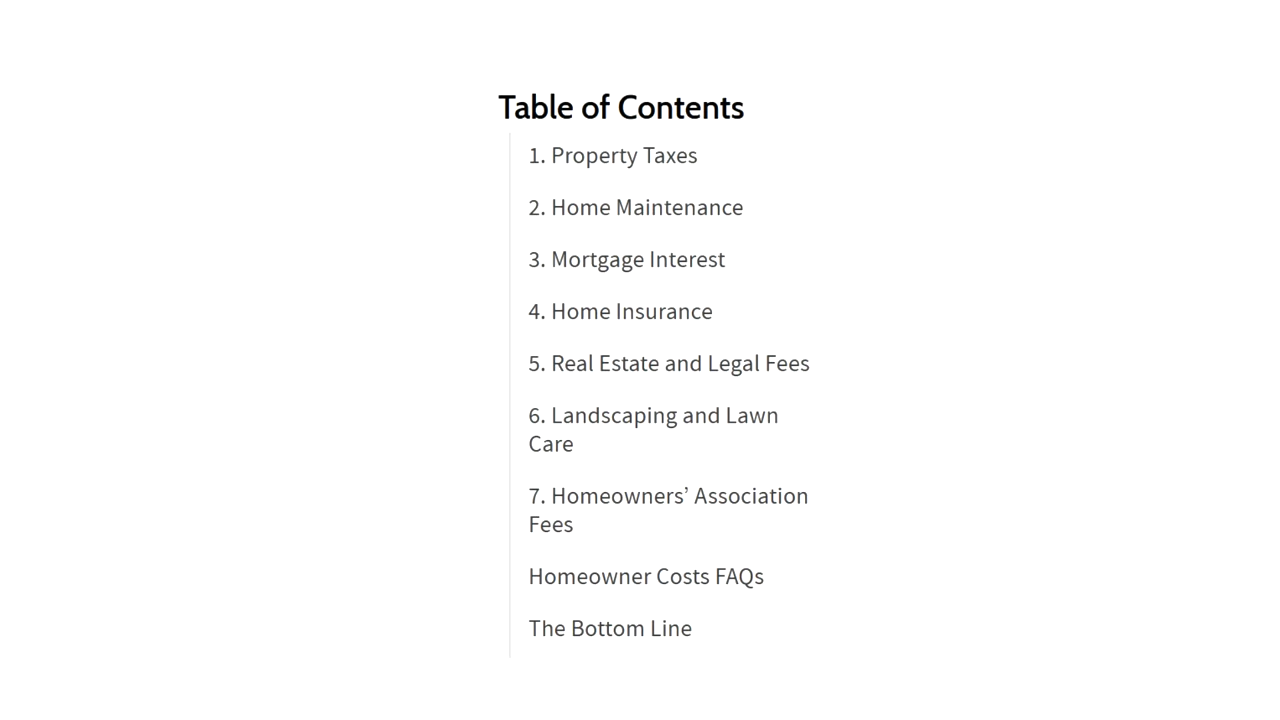 Table of Contents
1. Property Taxes
2. Home Maintenance
3. Mortgage Interest
4. Home Insurance
5. Real Estate and Legal Fees
6. Landscaping and Lawn
Care
7. Homeowners’ Association
Fees
Homeowner Costs FAQs
The Bottom Line